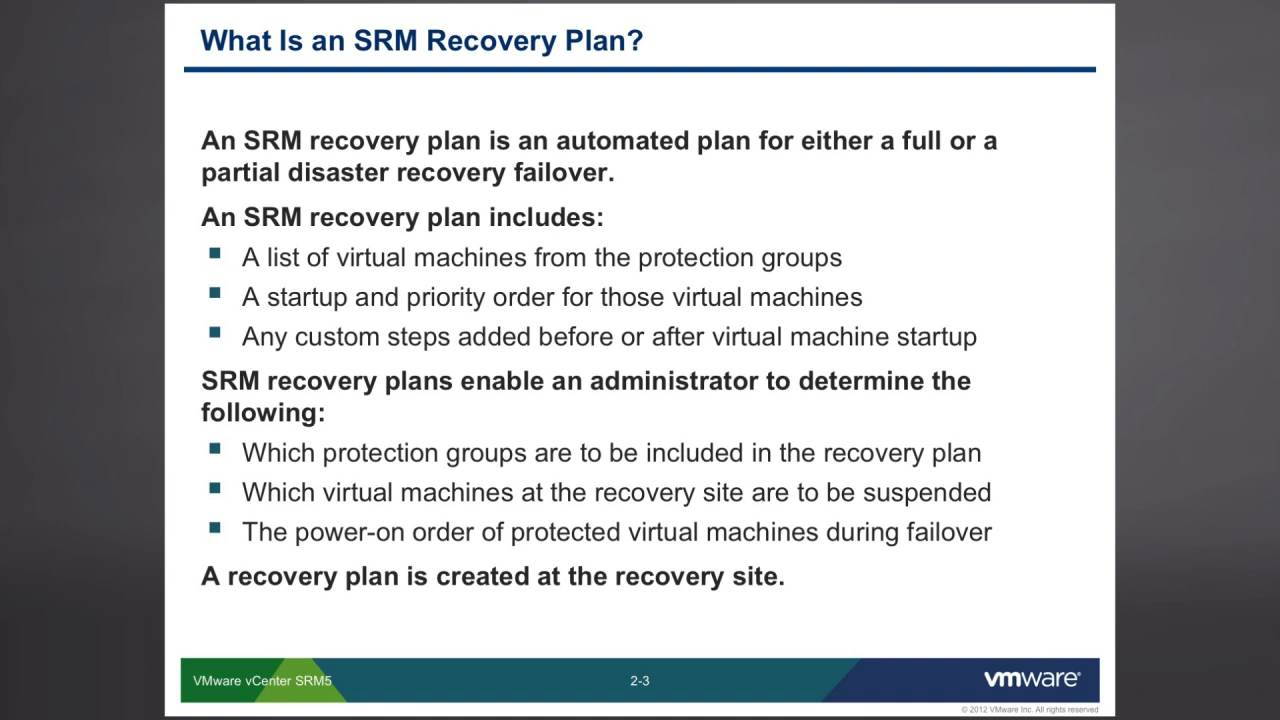 What Is an SRM Recovery Plan?
An SRM recovery plan is an automated plan for either a full or a
partial disaster recovery failover.
An SRM recovery plan includes:
A list of virtual machines from the protection groups
A startup and priority order for those virtual machines
Any custom steps added before or after virtual machine startup
SRM recovery plans enable an administrator to determine the
following:
Which protection groups are to be included in the recovery plan
Which virtual machines at the recovery site are to be suspended
The power-on order of protected virtual machines during failover
A recovery plan is created at the recovery site.
VMware vCenter SRM5
2-3
vmware®
© 2012 VMware Inc. All rights reserved